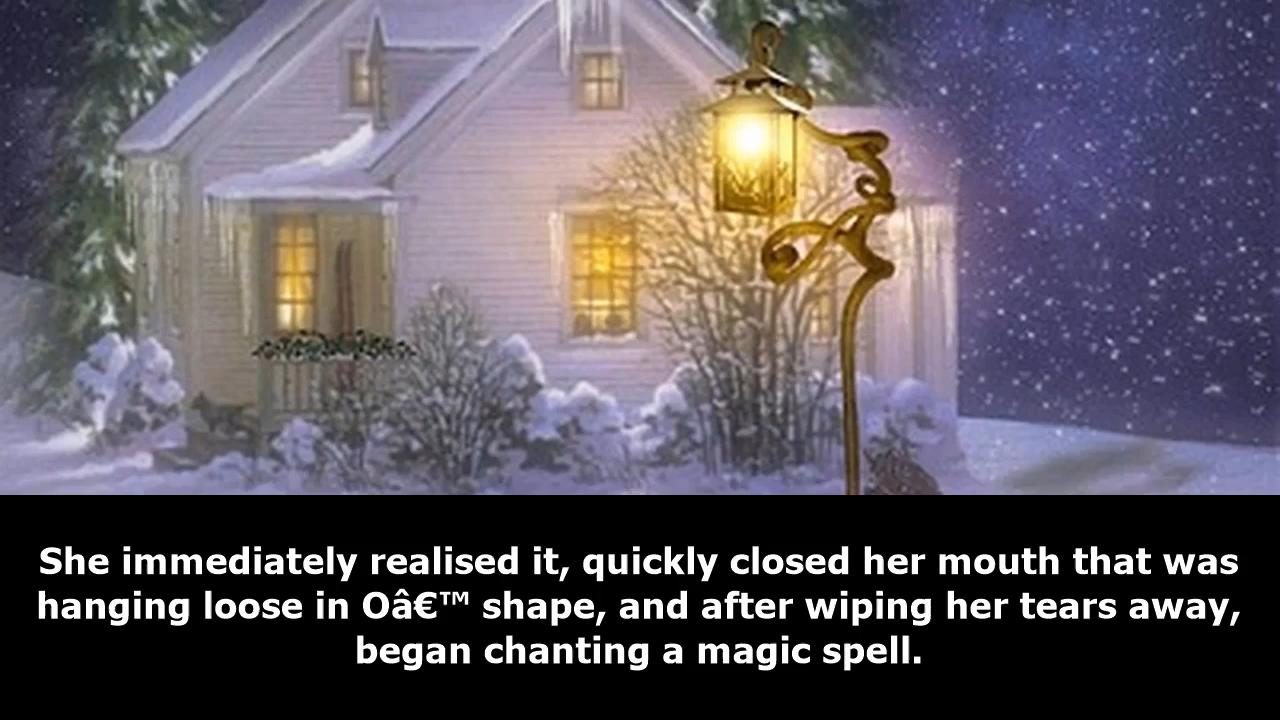 She immediately realised it, quickly closed her mouth that was
hanging loose in Oâ€™ shape, and after wiping her tears away,
began chanting a magic spell.